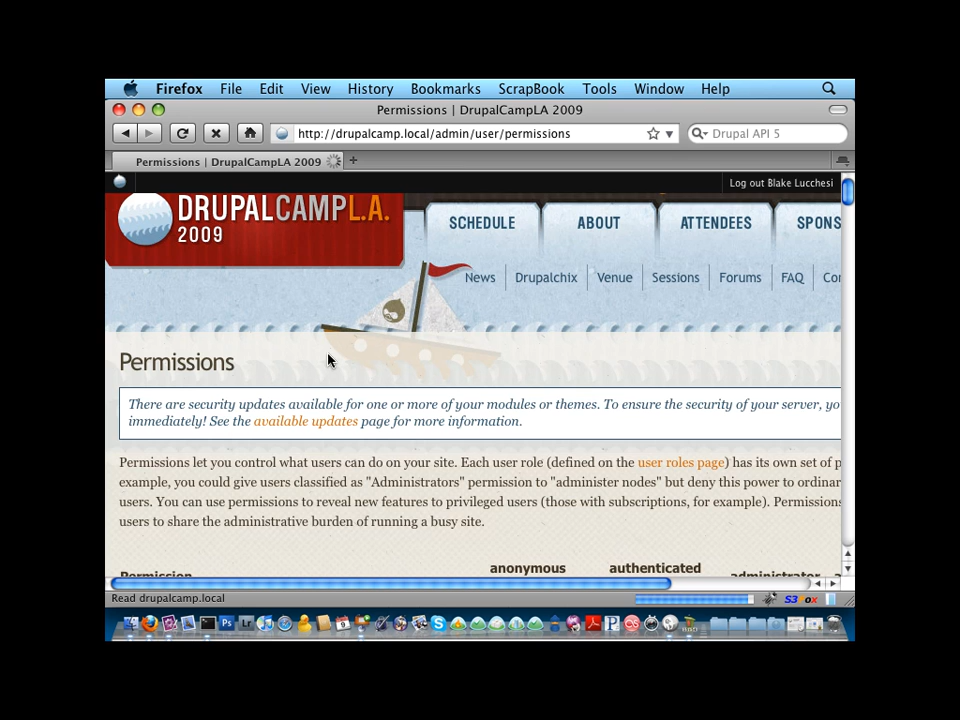 Firefox File Edit View History Bookmarks ScrapBook Tools Window Help
Permissions | DrupalCampLA 2009
http://drupalcamp.local/admin/user/permissions
Drupal API 5
Permissions | DrupalCampLA 2009
Log out Blake Lucchesi
DRUPALCAMPL.A.
2009
SCHEDULE ABOUT ATTENDEES SPONS
News Drupalchix Venue Sessions Forums FAQ Co
Permissions
There are security updates available for one or more of your modules or themes. To ensure the security of your server, yo
immediately! See the available updates page for more information.
Permissions let you control what users can do on your site. Each user role (defined on the user roles page) has its own set of p
example, you could give users classified as "Administrators" permission to "administer nodes" but deny this power to ordinar
users. You can use permissions to reveal new features to privileged users (those with subscriptions, for example). Permissions
users to share the administrative burden of running a busy site.
anonymous authenticated
Permission administrator
Read drupalcamp.local
Ps Lr